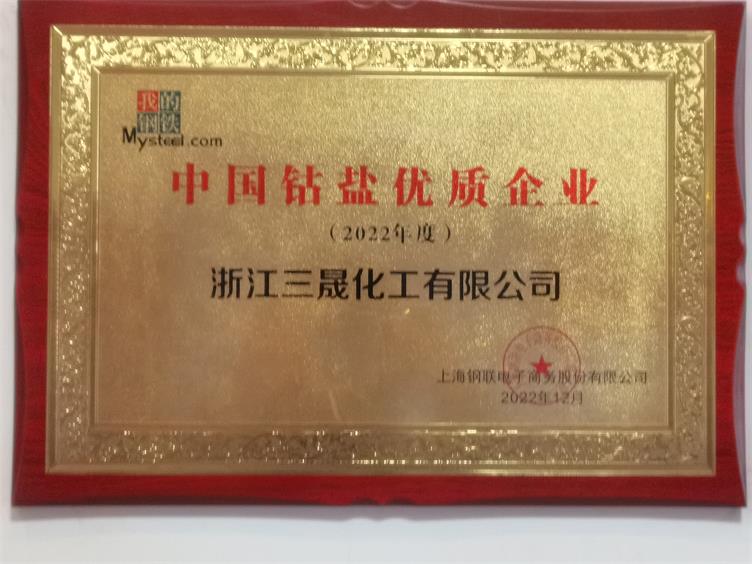 我的
钢铁
Mysteel.com
中国钴盐优质企业
（2022年度）
浙江三晟化工有限公司
上海钢联电子商务股份有限公司
2022年12月